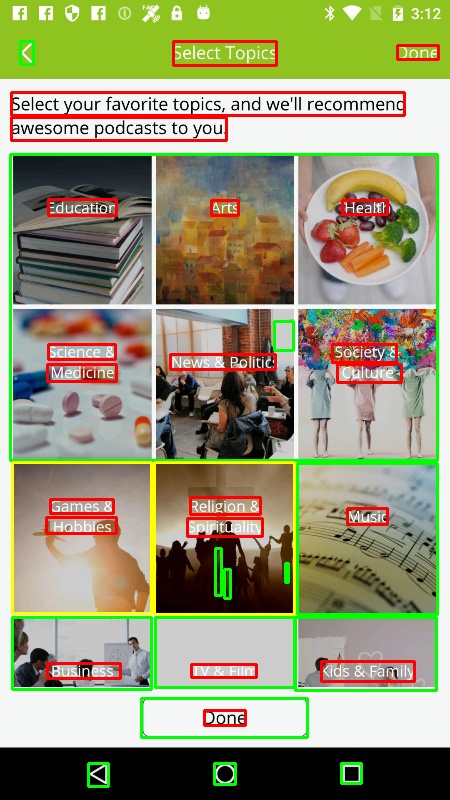 3:12
Select Topics
Done
Select your favorite topics, and we'll recommend
awesome podcasts to you.
Education
Arts
Health
Science &
Medicine
News & Politics
Society &
Culture
Games &
Hobbies
Religion &
Spirituality
Music
Business
TV & Film
Kids & Family
Done